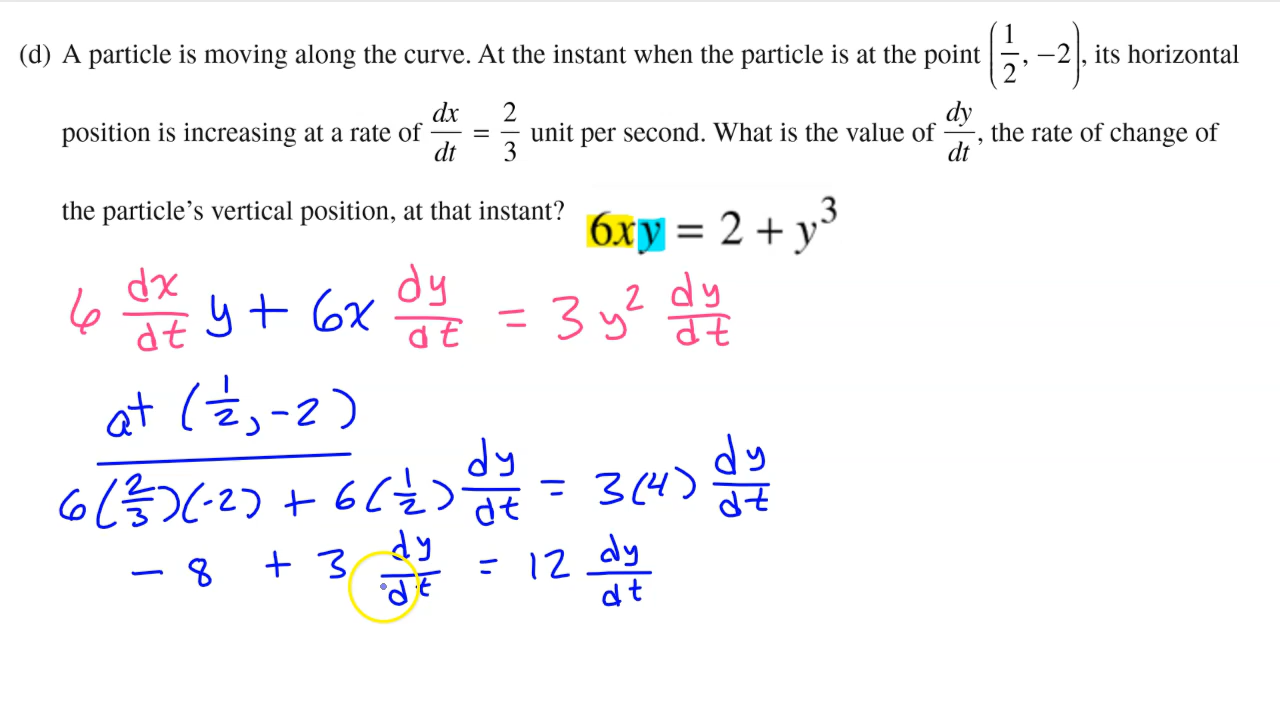 (d) A particle is moving along the curve. At the instant when the particle is at the point (1/2, −2), its horizontal
position is increasing at a rate of dx/dt = 2/3 unit per second. What is the value of dy/dt, the rate of change of
the particle's vertical position, at that instant? 6xy = 2 + y³
6 dx/dt y + 6x dy/dt = 3y² dy/dt
at (1/2, -2)
6(2/3)(-2) + 6(1/2) dy/dt = 3(4) dy/dt
- 8 + 3 dy/dt = 12 dy/dt